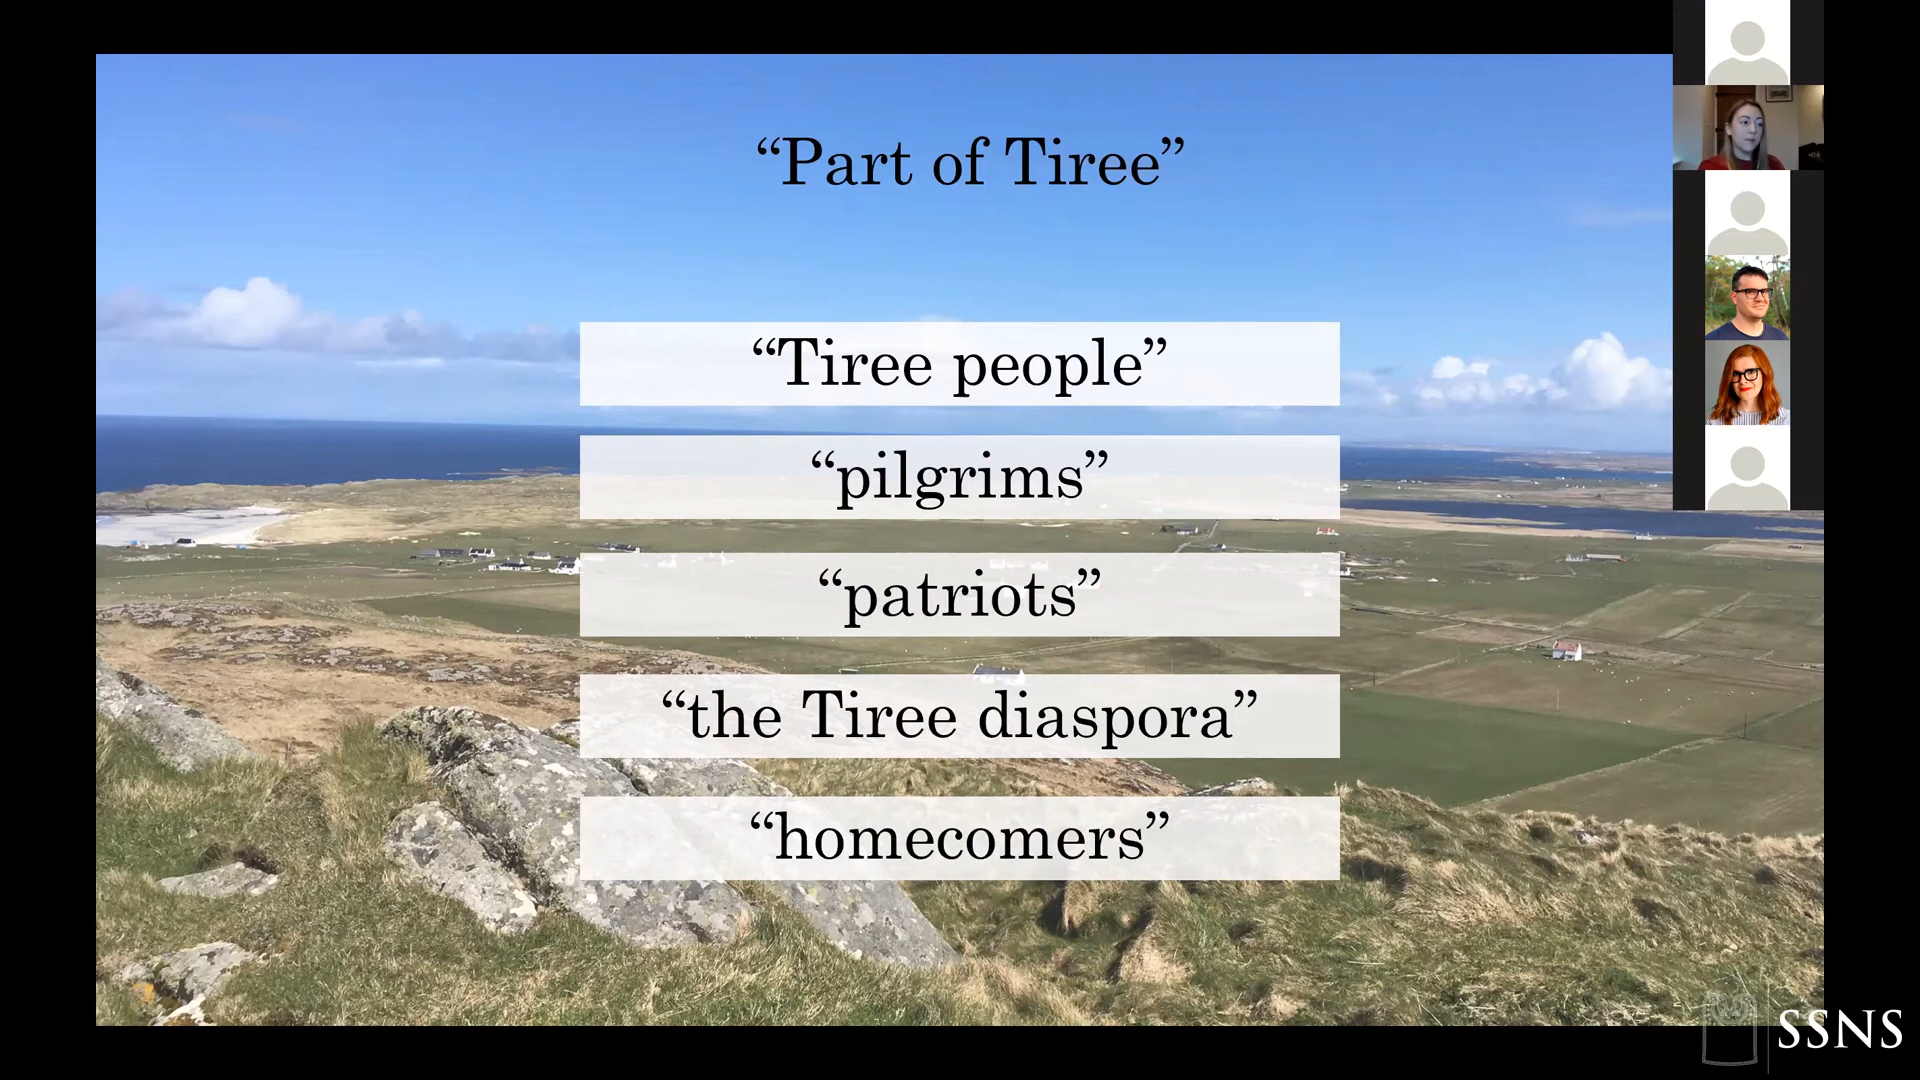 “Part of Tiree”
“Tiree people”
“pilgrims”
“patriots”
“the Tiree diaspora”
“homecomers”
SSNS